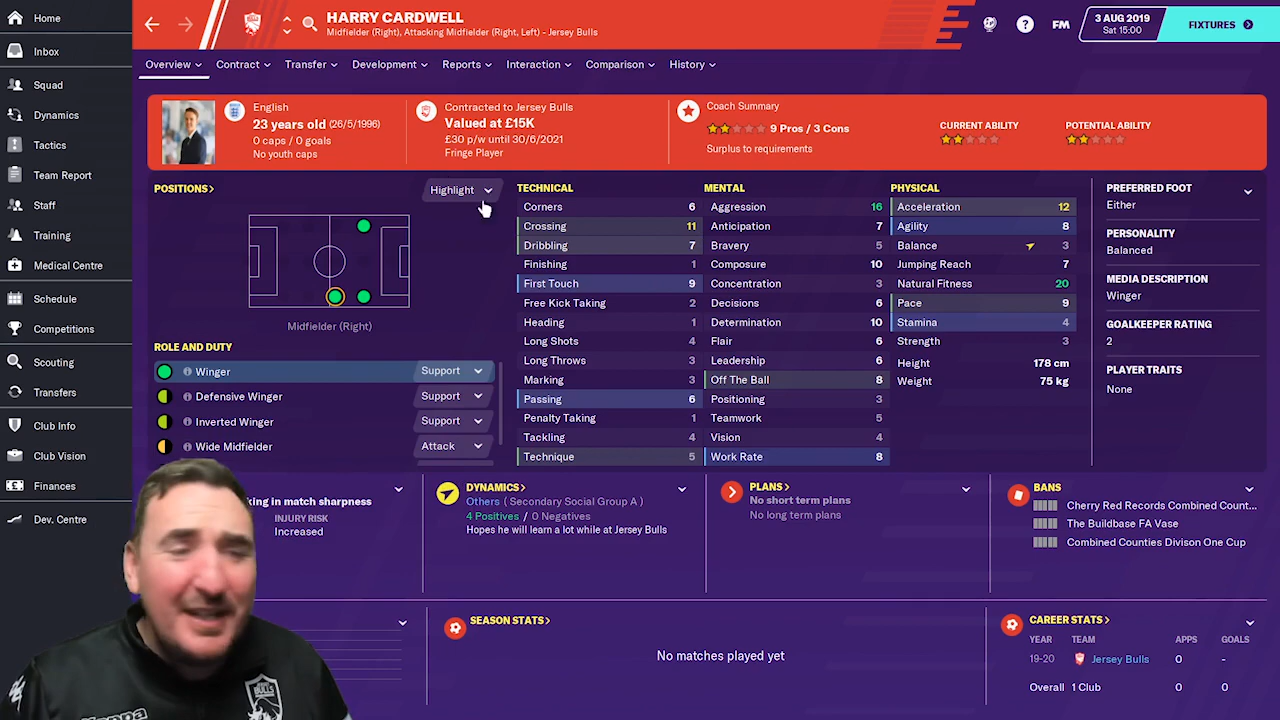 Home
Inbox
Squad
Dynamics
Tactics
Team Report
Staff
Training
Medical Centre
Schedule
Competitions
Scouting
Transfers
Club Info
Club Vision
Finances
Dev. Centre
HARRY CARDWELL
Midfielder (Right), Attacking Midfielder (Right, Left) - Jersey Bulls
FM
3 AUG 2019
Sat 15:00
FIXTURES
Overview
Contract
Transfer
Development
Reports
Interaction
Comparison
History
English
23 years old (26/5/1996)
0 caps / 0 goals
No youth caps
Contracted to Jersey Bulls
Valued at £15K
£30 p/w until 30/6/2021
Fringe Player
Coach Summary
9 Pros / 3 Cons
Surplus to requirements
CURRENT ABILITY
POTENTIAL ABILITY
POSITIONS
Highlight
Midfielder (Right)
ROLE AND DUTY
Winger Support
Defensive Winger Support
Inverted Winger Support
Wide Midfielder Attack
TECHNICAL
Corners 6
Crossing 11
Dribbling 7
Finishing 1
First Touch 9
Free Kick Taking 2
Heading 1
Long Shots 4
Long Throws 3
Marking 3
Passing 6
Penalty Taking 1
Tackling 4
Technique 5
MENTAL
Aggression 16
Anticipation 7
Bravery 5
Composure 10
Concentration 3
Decisions 6
Determination 10
Flair 6
Leadership 6
Off The Ball 8
Positioning 3
Teamwork 5
Vision 4
Work Rate 8
PHYSICAL
Acceleration 12
Agility 8
Balance 3
Jumping Reach 7
Natural Fitness 20
Pace 9
Stamina 4
Strength 3
Height 178 cm
Weight 75 kg
PREFERRED FOOT
Either
PERSONALITY
Balanced
MEDIA DESCRIPTION
Winger
GOALKEEPER RATING
2
PLAYER TRAITS
None
king in match sharpness
INJURY RISK
Increased
DYNAMICS
Others ( Secondary Social Group A )
4 Positives / 0 Negatives
Hopes he will learn a lot while at Jersey Bulls
PLANS
No short term plans
No long term plans
BANS
Cherry Red Records Combined Count...
The Buildbase FA Vase
Combined Counties Divison One Cup
SEASON STATS
No matches played yet
CAREER STATS
YEAR TEAM APPS GOALS
19-20 Jersey Bulls 0 -
Overall 1 Club 0 0
JERSEY
BULLS